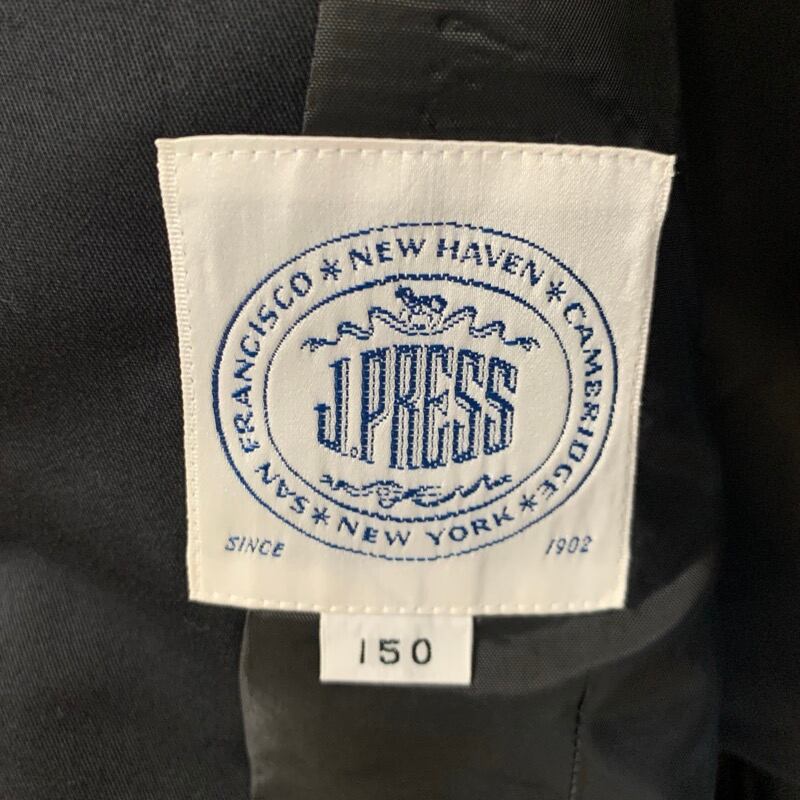 SAN FRANCISCO * NEW HAVEN * CAMBRIDGE * NEW YORK *
J.PRESS
SINCE 1902
150